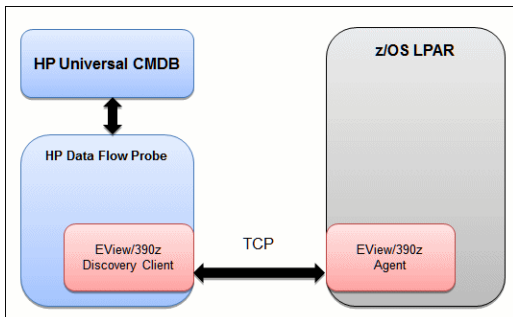 HP Universal CMDB
z/OS LPAR
HP Data Flow Probe
EView/390z
Discovery Client
TCP
EView/390z
Agent